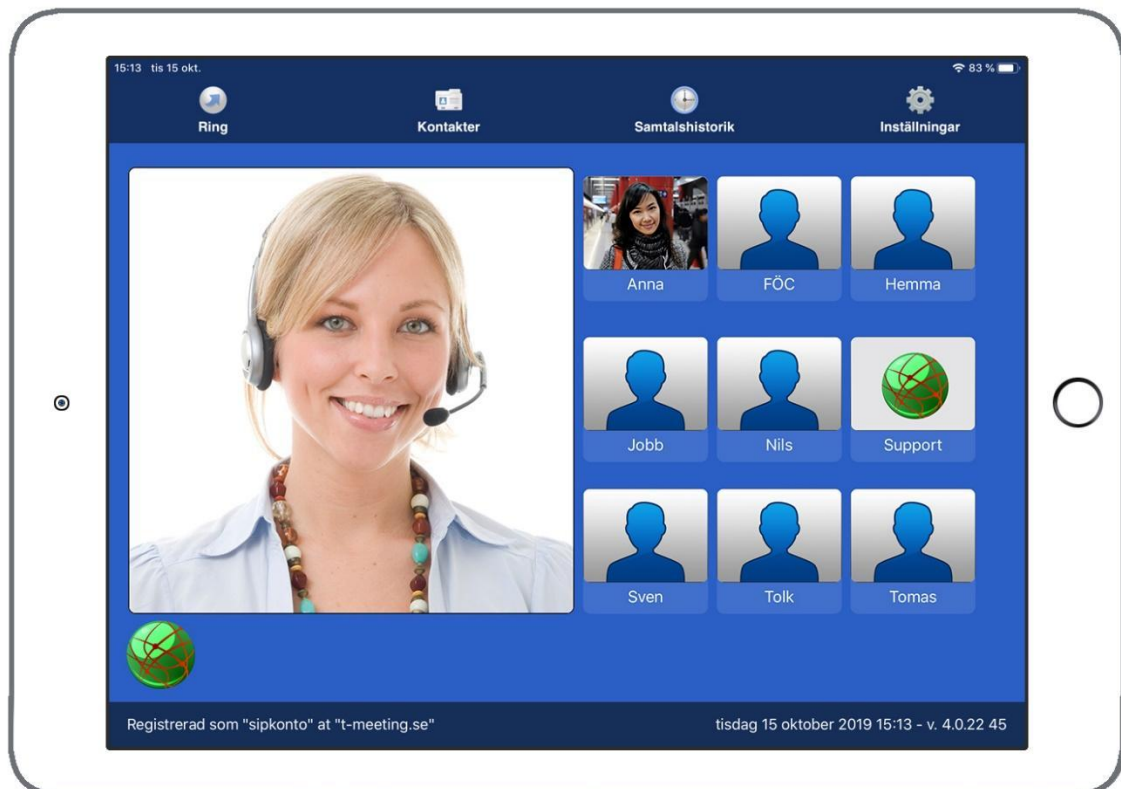 15:13 tis 15 okt.
83 %
Ring
Kontakter
Samtalshistorik
Inställningar
Anna
FÖC
Hemma
Jobb
Nils
Support
Sven
Tolk
Tomas
Registrerad som "sipkonto" at "t-meeting.se"
tisdag 15 oktober 2019 15:13 - v. 4.0.22 45